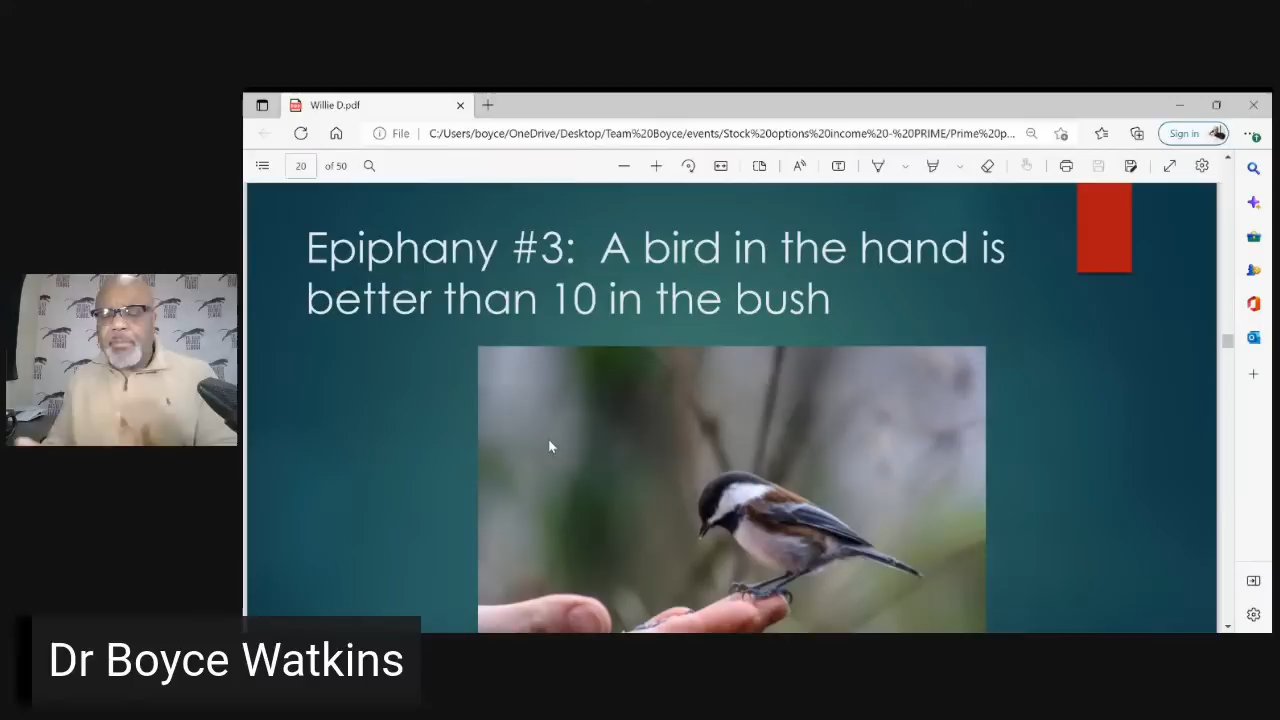 Willie D.pdf
File
C:/Users/boyce/OneDrive/Desktop/Team%20Boyce/events/Stock%20options%20income%20-%20PRIME/Prime%20p...
Sign in
20 of 50
Epiphany #3: A bird in the hand is
better than 10 in the bush
Dr Boyce Watkins